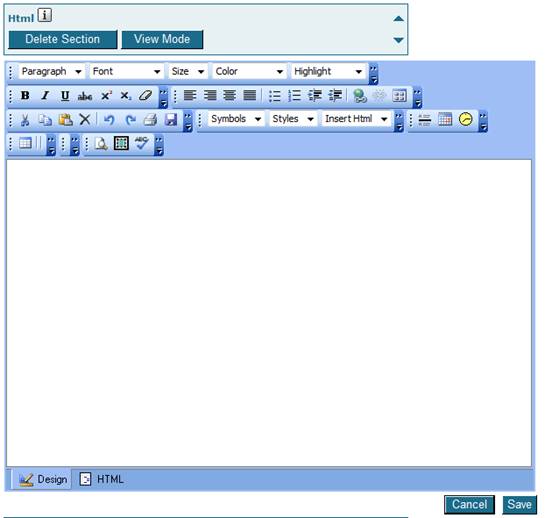 Html i
Delete Section View Mode
Paragraph Font Size Color Highlight
B I U abc x² x₂
Symbols Styles Insert Html
ABC
Design HTML
Cancel Save